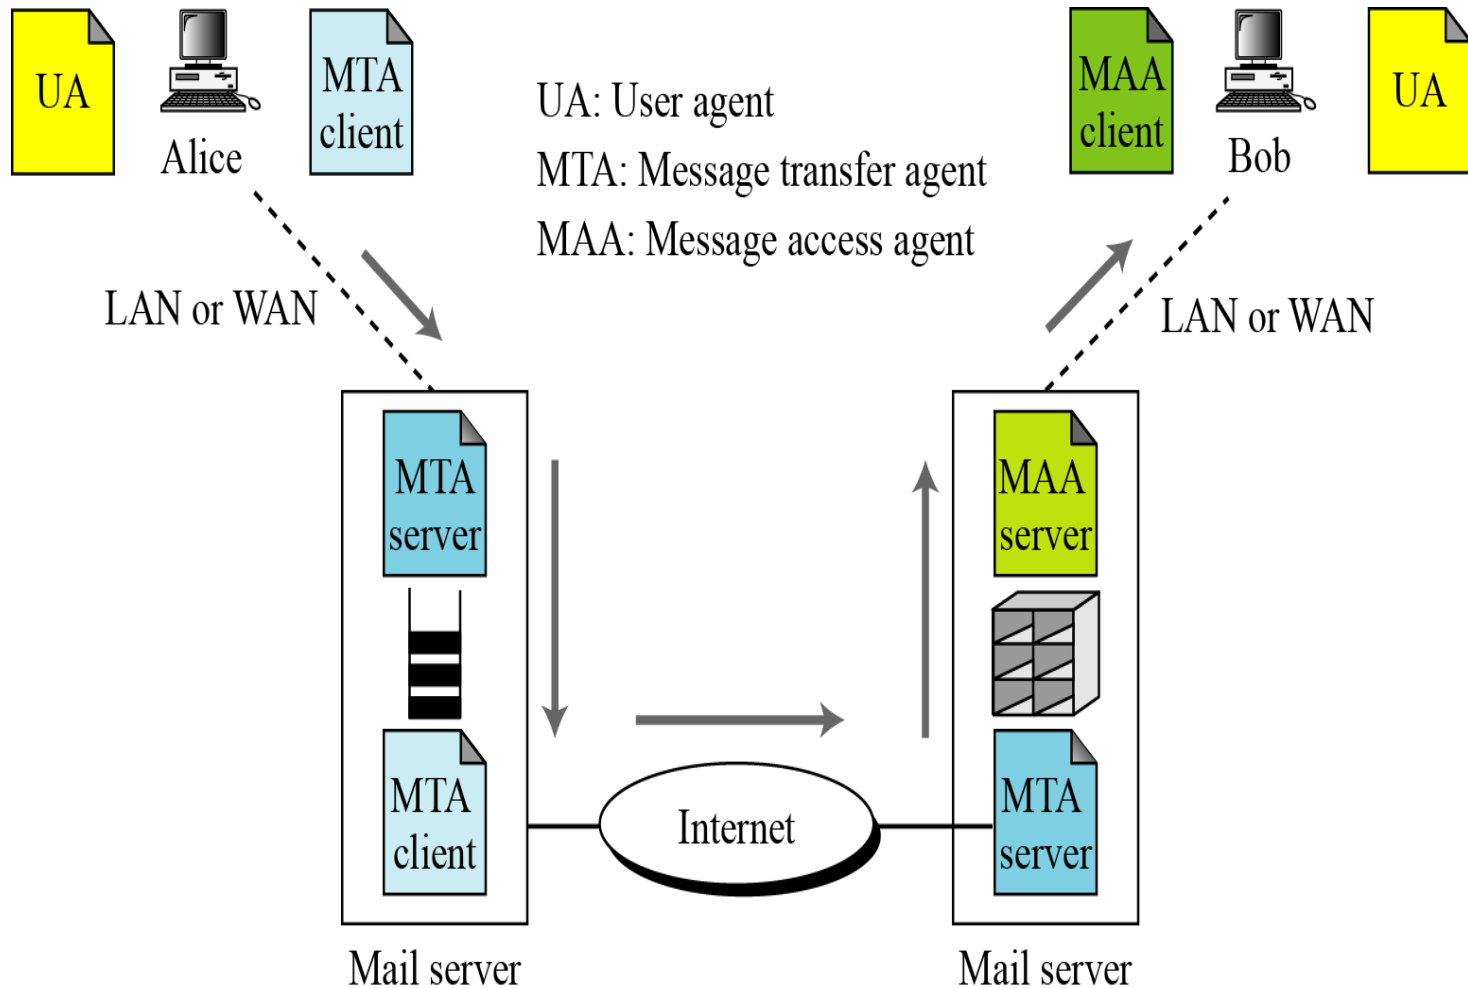 UA
Alice
MTA
client
UA: User agent
MTA: Message transfer agent
MAA: Message access agent
MAA
client
Bob
UA
LAN or WAN
LAN or WAN
MTA
server
MTA
client
Mail server
Internet
MAA
server
MTA
server
Mail server